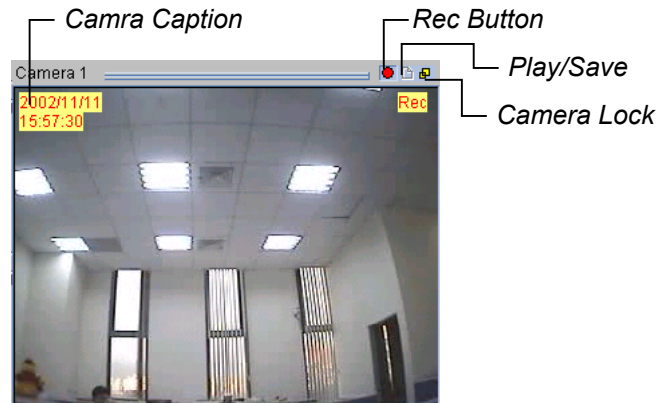 Camra Caption
Rec Button
Play/Save
Camera Lock
Camera 1
2002/11/11
15:57:30
Rec